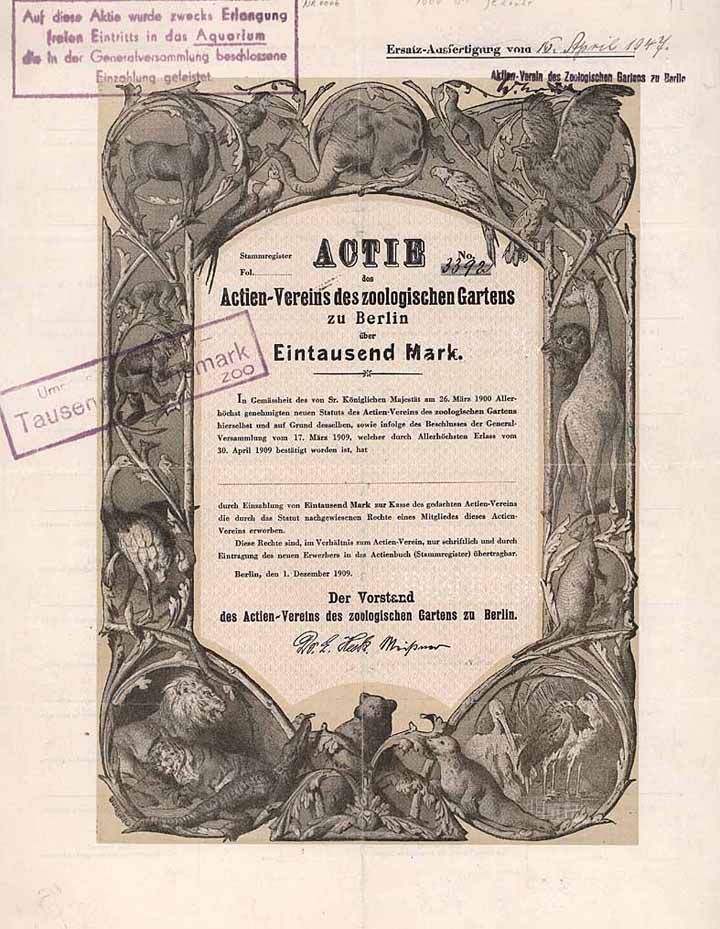 Auf diese Aktie wurde zwecks Erlangung
freien Eintritts in das Aquarium
die in der Generalversammlung beschlossene
Einzahlung geleistet.
Ersatz-Ausfertigung vom 15. April 1947.
Aktien-Verein des Zoologischen Gartens zu Berlin
Stammregister
Fol.
ACTIE
No. 3392
des
Actien-Vereins des zoologischen Gartens
zu Berlin
über
Eintausend Mark.
Tausend
mark
ZOO
In Gemässheit des von Sr. Königlichen Majestät am 26. März 1900 Aller-
höchst genehmigten neuen Statuts des Actien-Vereins des zoologischen Gartens
hierselbst und auf Grund desselben, sowie infolge des Beschlusses der General-
Versammlung vom 17. März 1909, welcher durch Allerhöchsten Erlass vom
30. April 1909 bestätigt worden ist, hat
durch Einzahlung von Eintausend Mark zur Kasse des gedachten Actien-Vereins
die durch das Statut nachgewiesenen Rechte eines Mitgliedes dieses Actien-
Vereins erworben.
Diese Rechte sind, im Verhältnis zum Actien-Verein, nur schriftlich und durch
Eintragung des neuen Erwerbers in das Actienbuch (Stammregister) übertragbar.
Berlin, den 1. Dezember 1909.
Der Vorstand
des Actien-Vereins des zoologischen Gartens zu Berlin.
Dr. L. Heck. Meißner